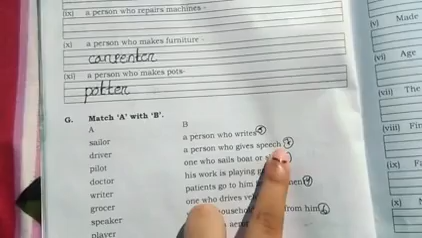 (ix) a person who repairs machines -
(x) a person who makes furniture -
carpenter
(xi) a person who makes pots-
potter
G. Match 'A' with 'B'.
A B
sailor a person who writes
driver a person who gives speech
pilot one who sails boat or
doctor his work is playing
writer patients go to him
grocer one who drives
speaker from him
player
(v) Made
(vi) Age
(vii) The
(viii)
(ix)
(x)